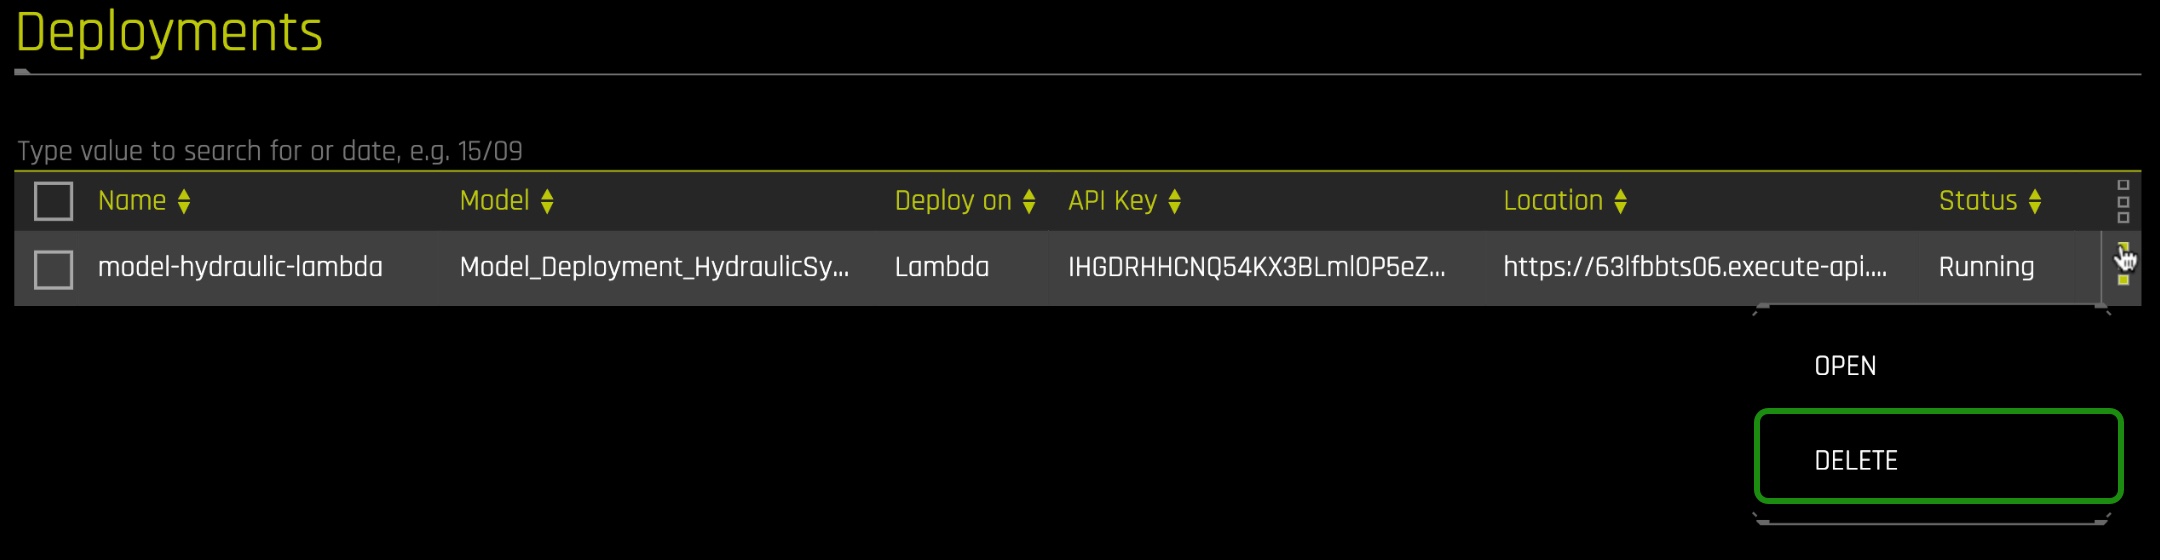 Deployments
Type value to search for or date, e.g. 15/09
Name Model Deploy on API Key Location Status
model-hydraulic-lambda Model_Deployment_HydraulicSy... Lambda IHGDRHHCNQ54KX3BLml0P5eZ... https://63lfbbts06.execute-api.... Running
OPEN
DELETE